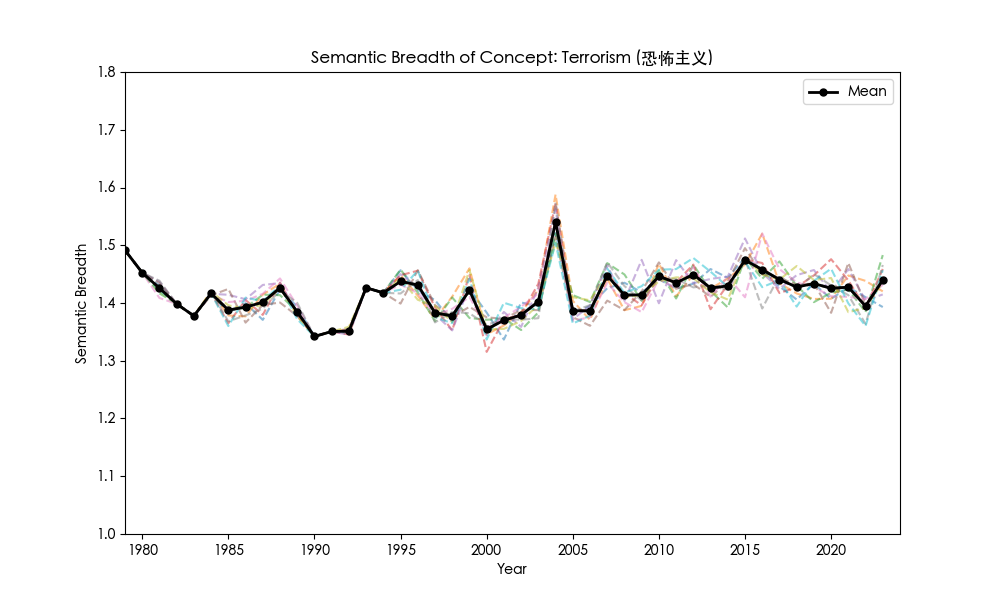 Semantic Breadth of Concept: Terrorism (恐怖主义)
Mean
1.8
1.7
1.6
1.5
1.4
1.3
1.2
1.1
1.0
Semantic Breadth
1980 1985 1990 1995 2000 2005 2010 2015 2020
Year